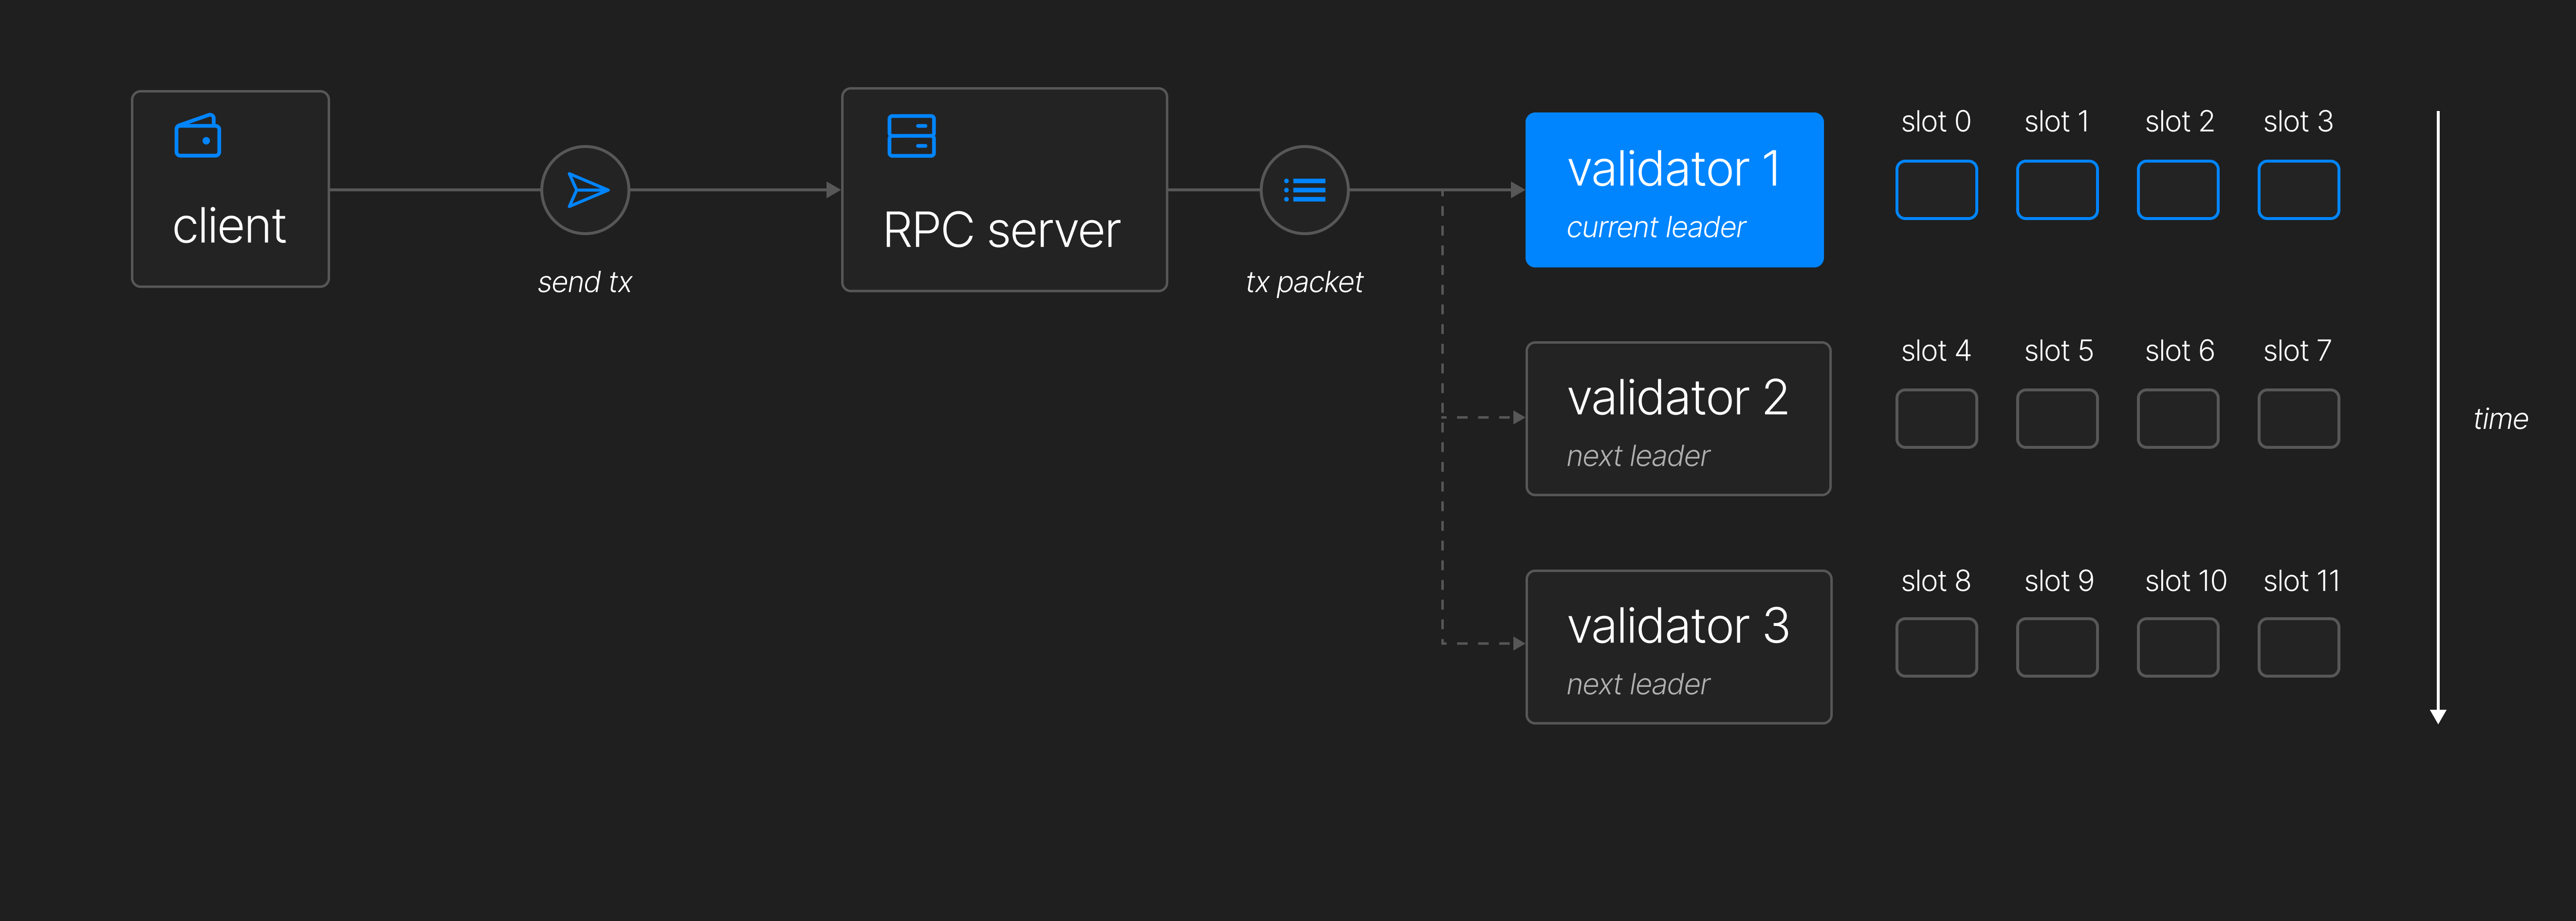 client
send tx
RPC server
tx packet
validator 1
current leader
slot 0
slot 1
slot 2
slot 3
validator 2
next leader
slot 4
slot 5
slot 6
slot 7
validator 3
next leader
slot 8
slot 9
slot 10
slot 11
time